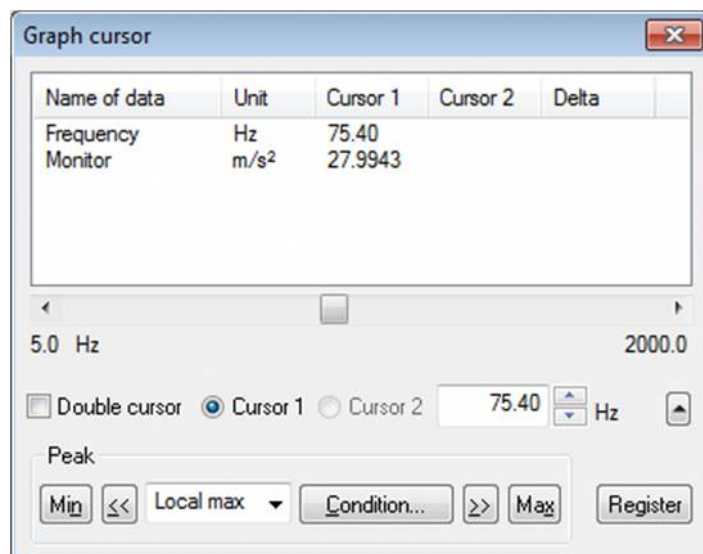 Graph cursor
Name of data Unit Cursor 1 Cursor 2 Delta
Frequency Hz 75.40
Monitor m/s² 27.9943
5.0 Hz 2000.0
Double cursor Cursor 1 Cursor 2 75.40 Hz
Peak
Min << Local max Condition... >> Max Register